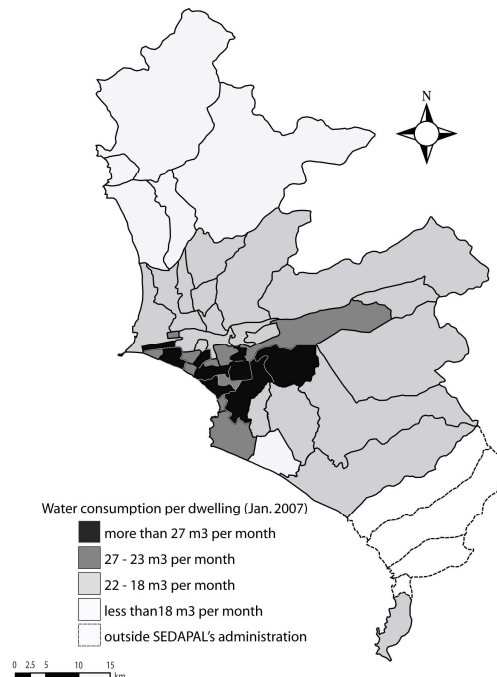 N
Water consumption per dwelling (Jan. 2007)
more than 27 m3 per month
27 - 23 m3 per month
22 - 18 m3 per month
less than18 m3 per month
outside SEDAPAL's administration
0 2.5 5 10 15
km